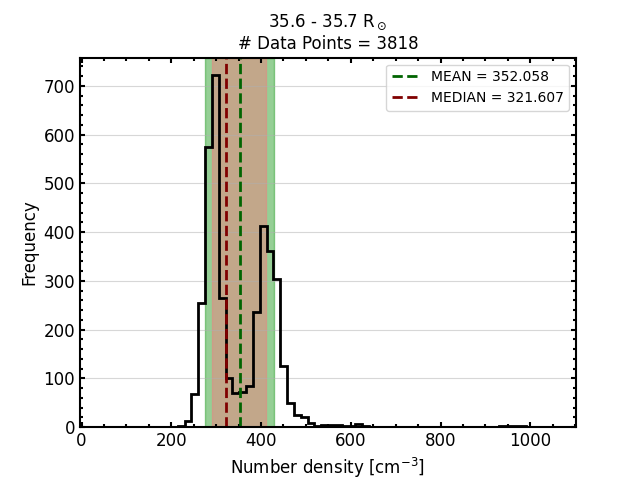 35.6 - 35.7 R⊙
# Data Points = 3818
MEAN = 352.058
MEDIAN = 321.607
700
600
500
400
300
200
100
0
Frequency
0 200 400 600 800 1000
Number density [cm⁻³]